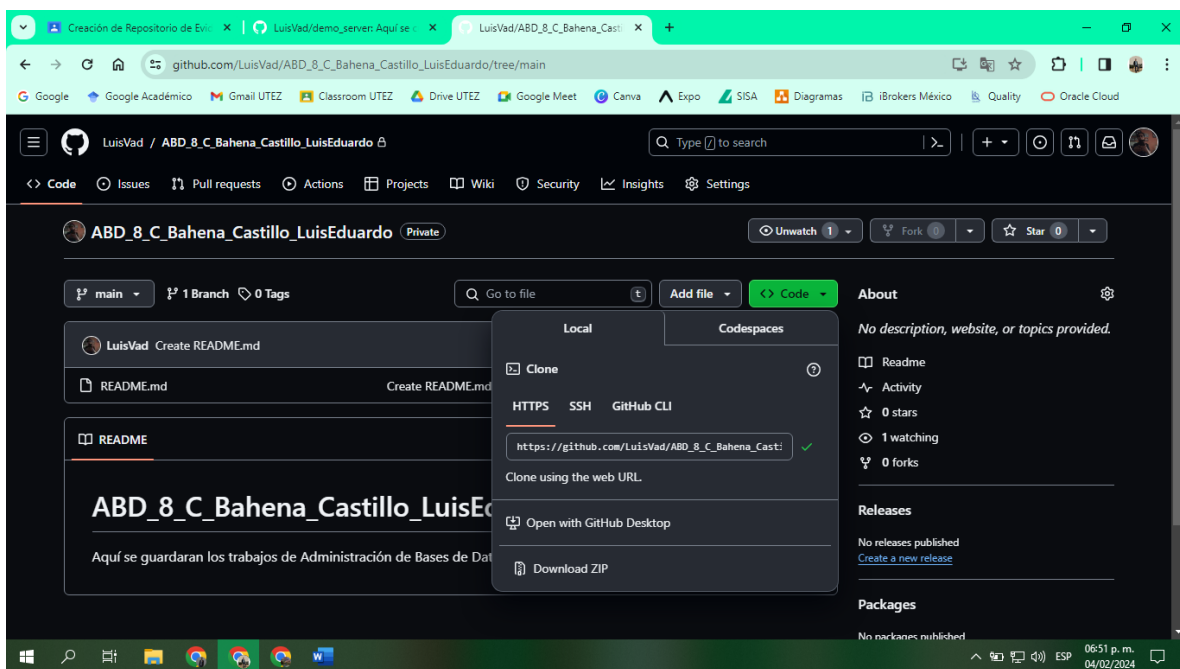 Creación de Repositorio de Evic
LuisVad/demo_server: Aquí se c
LuisVad/ABD_8_C_Bahena_Casti
github.com/LuisVad/ABD_8_C_Bahena_Castillo_LuisEduardo/tree/main
Google Google Académico Gmail UTEZ Classroom UTEZ Drive UTEZ Google Meet Canva Expo SISA Diagramas iBrokers México Quality Oracle Cloud
LuisVad / ABD_8_C_Bahena_Castillo_LuisEduardo
Type / to search
Code Issues Pull requests Actions Projects Wiki Security Insights Settings
ABD_8_C_Bahena_Castillo_LuisEduardo Private
Unwatch 1 Fork 0 Star 0
main 1 Branch 0 Tags
Go to file t Add file <> Code
LuisVad Create README.md
README.md Create README.md
README
ABD_8_C_Bahena_Castillo_LuisEd
Aquí se guardaran los trabajos de Administración de Bases de Dat
Local Codespaces
Clone
HTTPS SSH GitHub CLI
https://github.com/LuisVad/ABD_8_C_Bahena_Casti
Clone using the web URL.
Open with GitHub Desktop
Download ZIP
About
No description, website, or topics provided.
Readme
Activity
0 stars
1 watching
0 forks
Releases
No releases published
Create a new release
Packages
No packages published
ESP 06:51 p. m.
04/02/2024